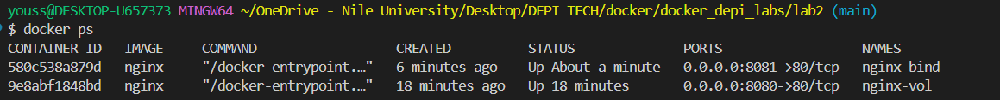 youss@DESKTOP-U657373 MINGW64 ~/OneDrive - Nile University/Desktop/DEPI TECH/docker/docker_depi_labs/lab2 (main)
$ docker ps
CONTAINER ID   IMAGE     COMMAND                  CREATED          STATUS              PORTS                  NAMES
580c538a879d   nginx     "/docker-entrypoint.…"   6 minutes ago    Up About a minute   0.0.0.0:8081->80/tcp   nginx-bind
9e8abf1848bd   nginx     "/docker-entrypoint.…"   18 minutes ago   Up 18 minutes       0.0.0.0:8080->80/tcp   nginx-vol